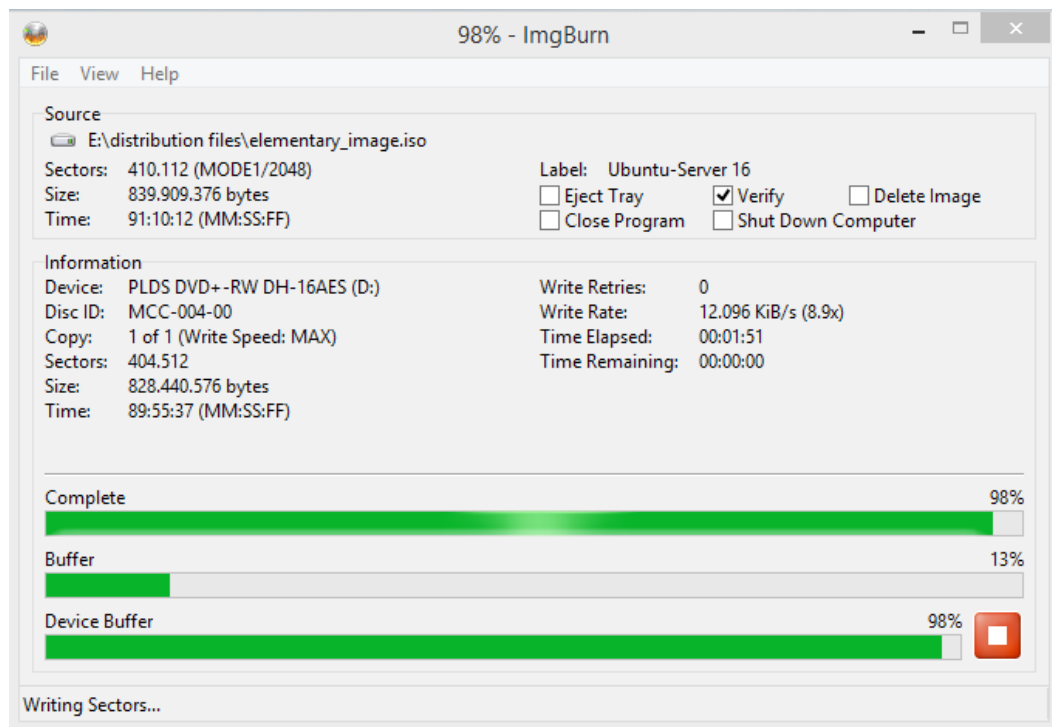 98% - ImgBurn
File View Help
Source
E:\distribution files\elementary_image.iso
Sectors: 410.112 (MODE1/2048) Label: Ubuntu-Server 16
Size: 839.909.376 bytes Eject Tray Verify Delete Image
Time: 91:10:12 (MM:SS:FF) Close Program Shut Down Computer
Information
Device: PLDS DVD+-RW DH-16AES (D:) Write Retries: 0
Disc ID: MCC-004-00 Write Rate: 12.096 KiB/s (8.9x)
Copy: 1 of 1 (Write Speed: MAX) Time Elapsed: 00:01:51
Sectors: 404.512 Time Remaining: 00:00:00
Size: 828.440.576 bytes
Time: 89:55:37 (MM:SS:FF)
Complete 98%
Buffer 13%
Device Buffer 98%
Writing Sectors...